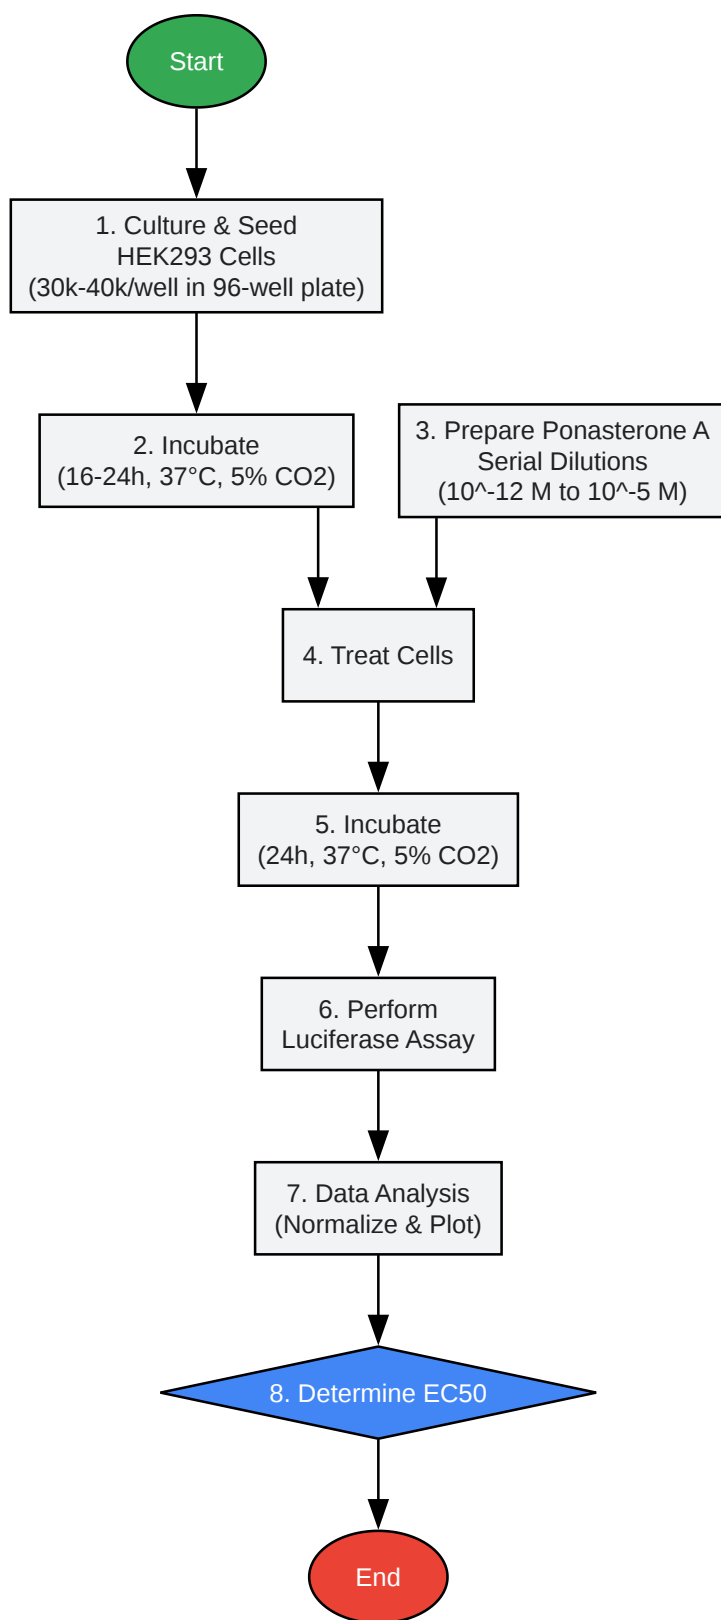 Start
1. Culture & Seed
HEK293 Cells
(30k-40k/well in 96-well plate)
2. Incubate
(16-24h, 37°C, 5% CO2)
3. Prepare Ponasterone A
Serial Dilutions
(10^-12 M to 10^-5 M)
4. Treat Cells
5. Incubate
(24h, 37°C, 5% CO2)
6. Perform
Luciferase Assay
7. Data Analysis
(Normalize & Plot)
8. Determine EC50
End